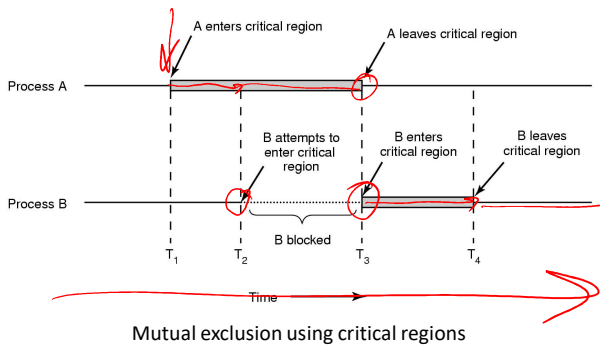 A enters critical region
A leaves critical region
Process A
B attempts to
enter critical
region
B enters
critical region
B leaves
critical region
Process B
B blocked
T1
T2
T3
T4
Time
Mutual exclusion using critical regions